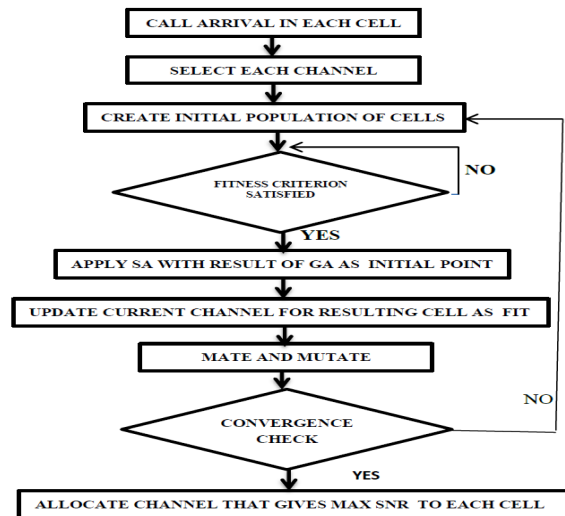 CALL ARRIVAL IN EACH CELL
SELECT EACH CHANNEL
CREATE INITIAL POPULATION OF CELLS
NO
FITNESS CRITERION
SATISFIED
YES
APPLY SA WITH RESULT OF GA AS INITIAL POINT
UPDATE CURRENT CHANNEL FOR RESULTING CELL AS FIT
MATE AND MUTATE
NO
CONVERGENCE
CHECK
YES
ALLOCATE CHANNEL THAT GIVES MAX SNR TO EACH CELL